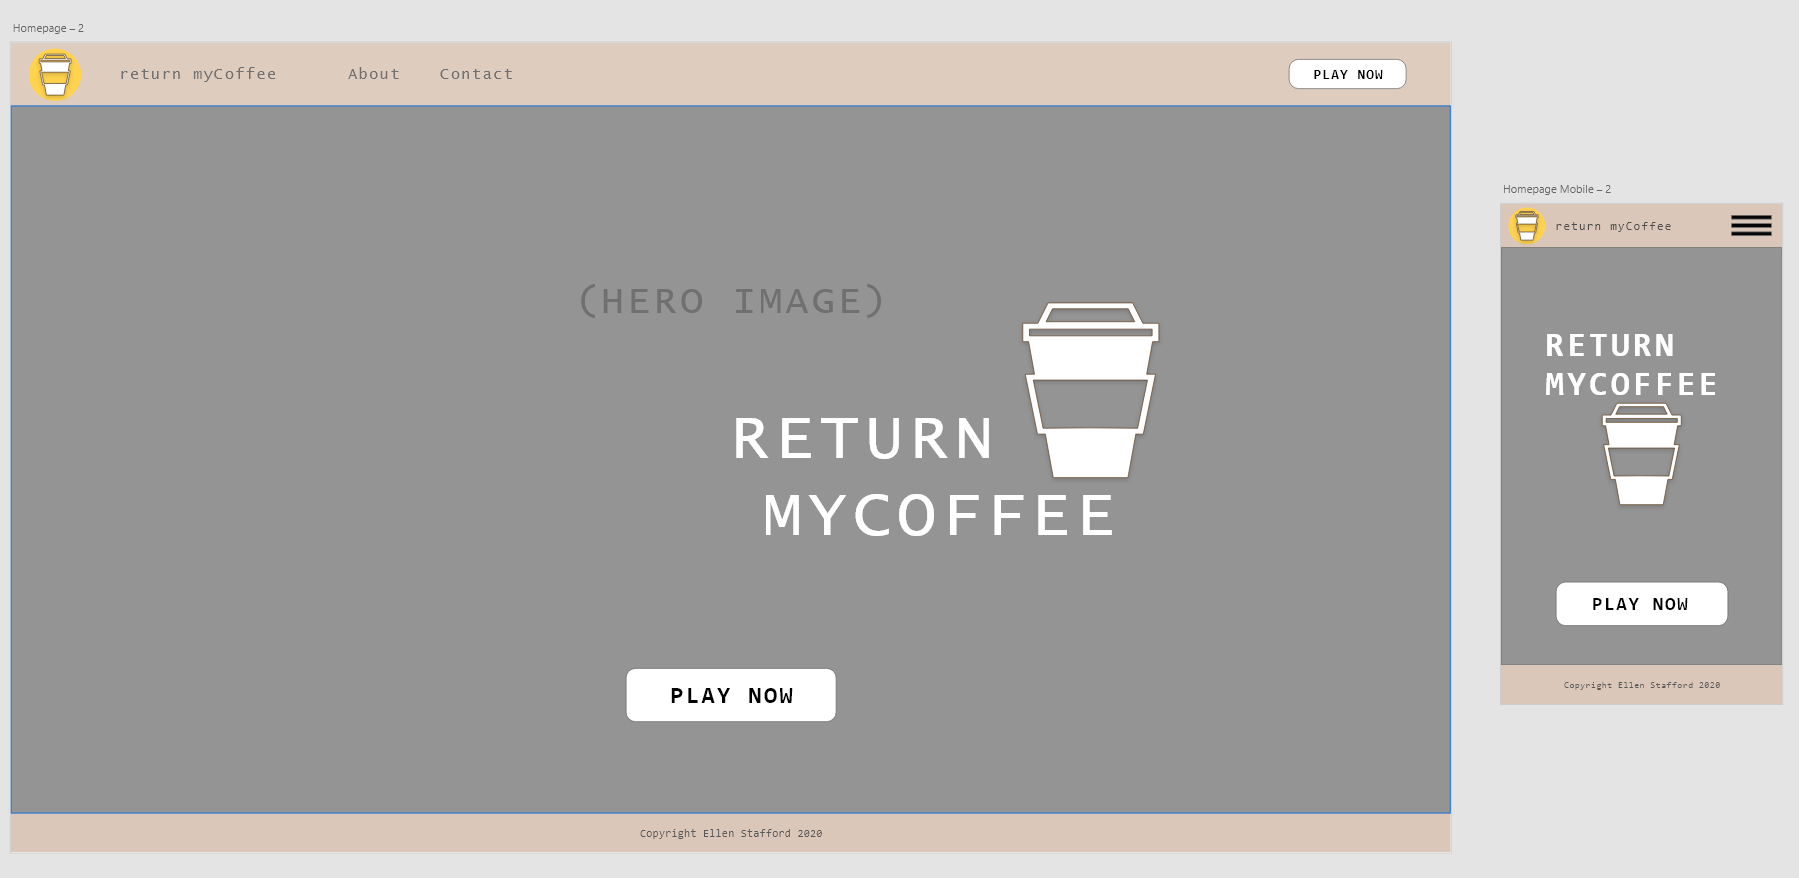 Homepage – 2
return myCoffee About Contact PLAY NOW
(HERO IMAGE)
RETURN
MYCOFFEE
PLAY NOW
Copyright Ellen Stafford 2020
Homepage Mobile – 2
return myCoffee
RETURN
MYCOFFEE
PLAY NOW
Copyright Ellen Stafford 2020